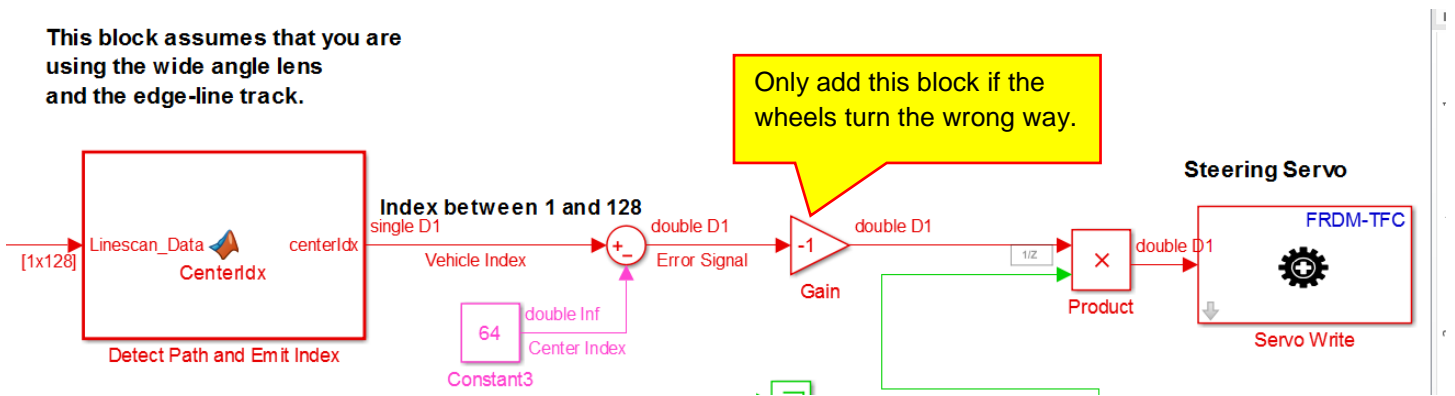 This block assumes that you are
using the wide angle lens
and the edge-line track.
Only add this block if the
wheels turn the wrong way.
Steering Servo
Index between 1 and 128
[1x128]
Linescan_Data
CenterIdx
centerIdx
Detect Path and Emit Index
single D1
Vehicle Index
+
−
64
Constant3
double Inf
Center Index
double D1
Error Signal
-1
Gain
double D1
1/Z
×
Product
double D1
FRDM-TFC
Servo Write